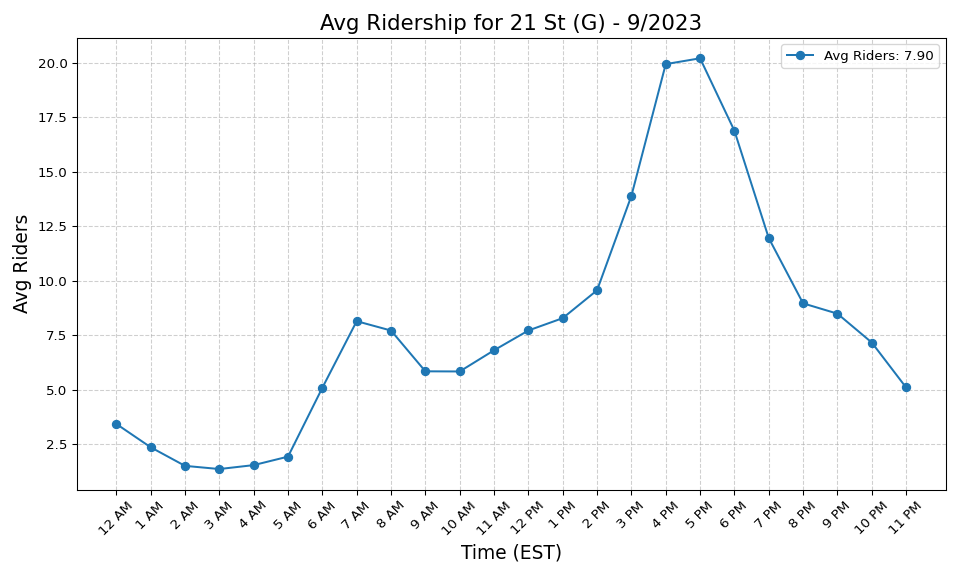 Avg Ridership for 21 St (G) - 9/2023
Avg Riders: 7.90
Avg Riders
20.0
17.5
15.0
12.5
10.0
7.5
5.0
2.5
12 AM
1 AM
2 AM
3 AM
4 AM
5 AM
6 AM
7 AM
8 AM
9 AM
10 AM
11 AM
12 PM
1 PM
2 PM
3 PM
4 PM
5 PM
6 PM
7 PM
8 PM
9 PM
10 PM
11 PM
Time (EST)